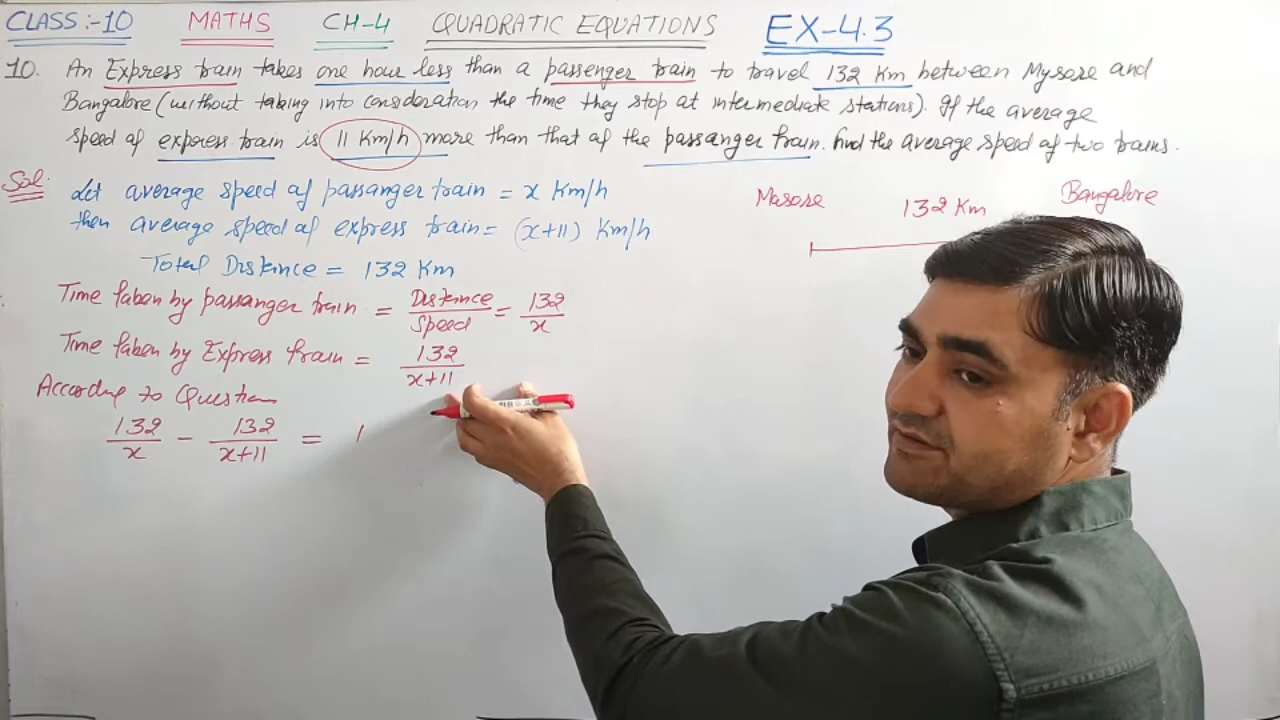 CLASS:-10 MATHS CH-4 QUADRATIC EQUATIONS EX-4.3
10. An Express train takes one hour less than a passenger train to travel 132 Km between Mysore and
Bangalore (without taking into consideration the time they stop at intermediate stations). If the average
speed of express train is 11 Km/h more than that of the passanger train. find the average speed of two trains.
Sol. Let average speed of passanger train = x Km/h
then average speed of express train = (x+11) Km/h
Total Distance = 132 Km
Masore 132 Km Bangalore
Time taken by passanger train = Distance/Speed = 132/x
Time taken by Express train = 132/x+11
According to Question
132/x - 132/x+11 = 1